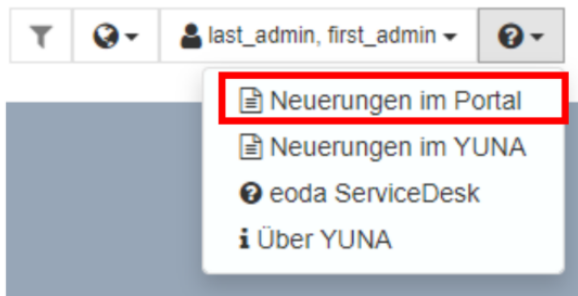 last_admin, first_admin
Neuerungen im Portal
Neuerungen im YUNA
eoda ServiceDesk
Über YUNA